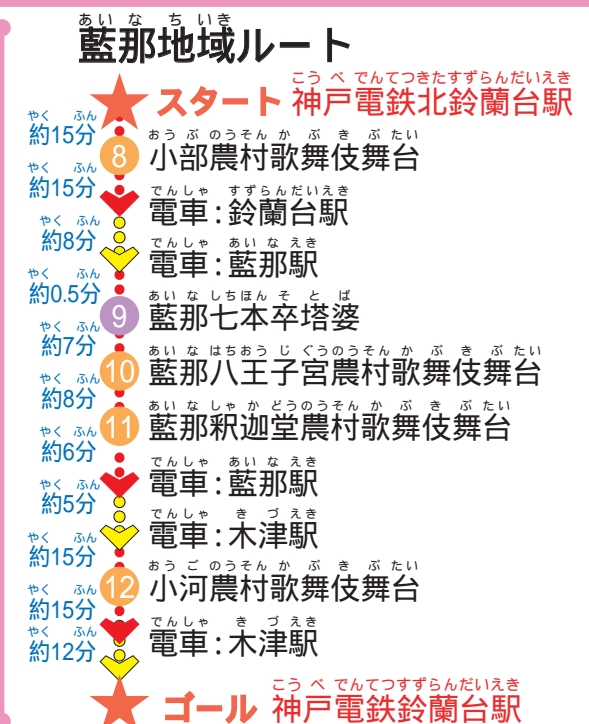 あいなちいき
藍那地域ルート
こうべでんてつきたすずらんだいえき
スタート 神戸電鉄北鈴蘭台駅
やくふん
約15分
おうぶのうそんかぶきぶたい
8 小部農村歌舞伎舞台
やくふん
約15分
でんしゃ すずらんだいえき
電車:鈴蘭台駅
やくふん
約8分
でんしゃ あいなえき
電車:藍那駅
やくふん
約0.5分
あいなしちほんそとば
9 藍那七本卒塔婆
やくふん
約7分
あいなはちおうじぐうのうそんかぶきぶたい
10 藍那八王子宮農村歌舞伎舞台
やくふん
約8分
あいなしゃかどうのうそんかぶきぶたい
11 藍那釈迦堂農村歌舞伎舞台
やくふん
約6分
でんしゃ あいなえき
電車:藍那駅
やくふん
約5分
でんしゃ きづえき
電車:木津駅
やくふん
約15分
おうごのうそんかぶきぶたい
12 小河農村歌舞伎舞台
やくふん
約15分
でんしゃ きづえき
電車:木津駅
やくふん
約12分
こうべでんてつすずらんだいえき
ゴール 神戸電鉄鈴蘭台駅